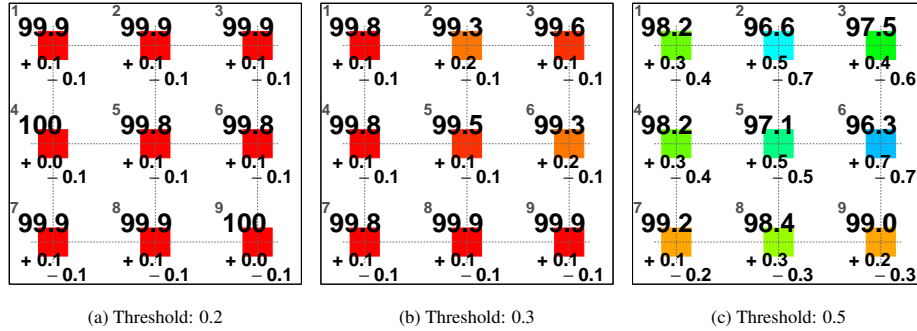 1 2 3
99.9 99.9 99.9
+ 0.1 + 0.1 + 0.1
− 0.1 − 0.1 − 0.1
4 5 6
100 99.8 99.8
+ 0.0 + 0.1 + 0.1
− 0.1 − 0.1 − 0.1
7 8 9
99.9 99.9 100
+ 0.1 + 0.1 + 0.0
− 0.1 − 0.1 − 0.1
(a) Threshold: 0.2
1 2 3
99.8 99.3 99.6
+ 0.1 + 0.2 + 0.1
− 0.1 − 0.1 − 0.1
4 5 6
99.8 99.5 99.3
+ 0.1 + 0.1 + 0.2
− 0.1 − 0.1 − 0.1
7 8 9
99.8 99.9 99.9
+ 0.1 + 0.1 + 0.1
− 0.1 − 0.1 − 0.1
(b) Threshold: 0.3
1 2 3
98.2 96.6 97.5
+ 0.3 + 0.5 + 0.4
− 0.4 − 0.7 − 0.6
4 5 6
98.2 97.1 96.3
+ 0.3 + 0.5 + 0.7
− 0.4 − 0.5 − 0.7
7 8 9
99.2 98.4 99.0
+ 0.1 + 0.3 + 0.2
− 0.2 − 0.3 − 0.3
(c) Threshold: 0.5